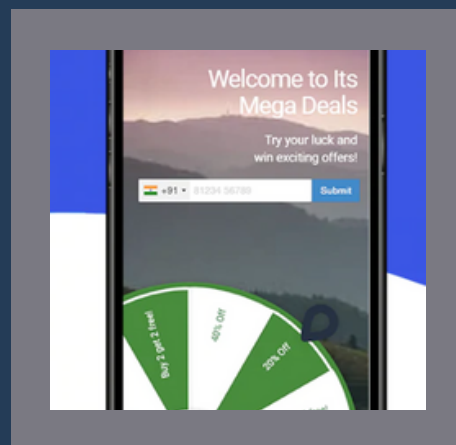 Welcome to Its
Mega Deals
Try your luck and
win exciting offers!
+91
81234 56789
Submit
Buy 2 get 2 free!
40% Off
20% Off